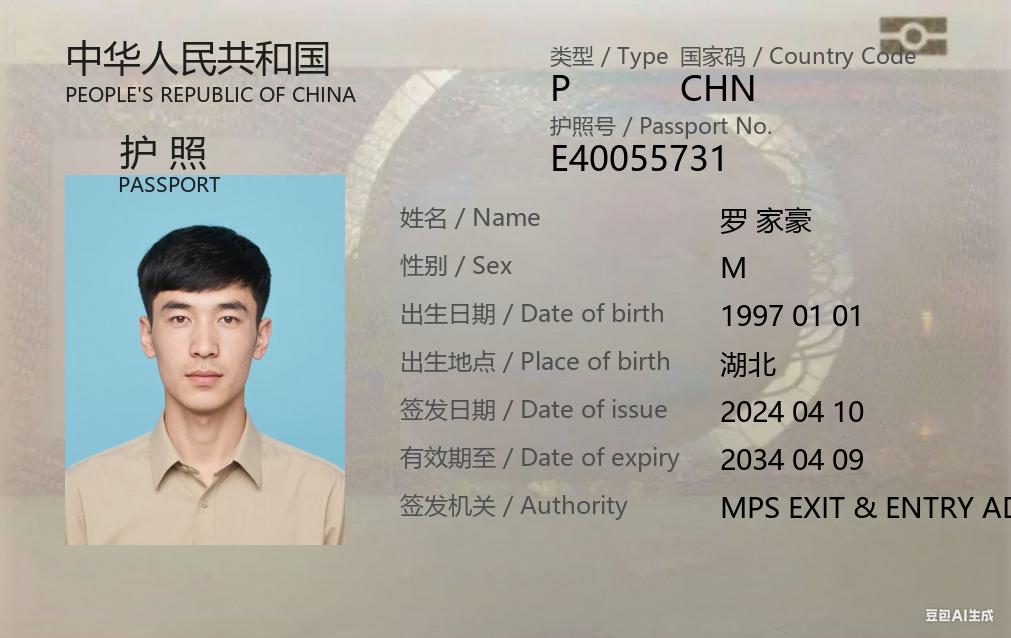 中华人民共和国
PEOPLE'S REPUBLIC OF CHINA
护 照
PASSPORT
类型 / Type 国家码 / Country Code
P CHN
护照号 / Passport No.
E40055731
姓名 / Name 罗 家豪
性别 / Sex M
出生日期 / Date of birth 1997 01 01
出生地点 / Place of birth 湖北
签发日期 / Date of issue 2024 04 10
有效期至 / Date of expiry 2034 04 09
签发机关 / Authority MPS EXIT & ENTRY AD
豆包AI生成